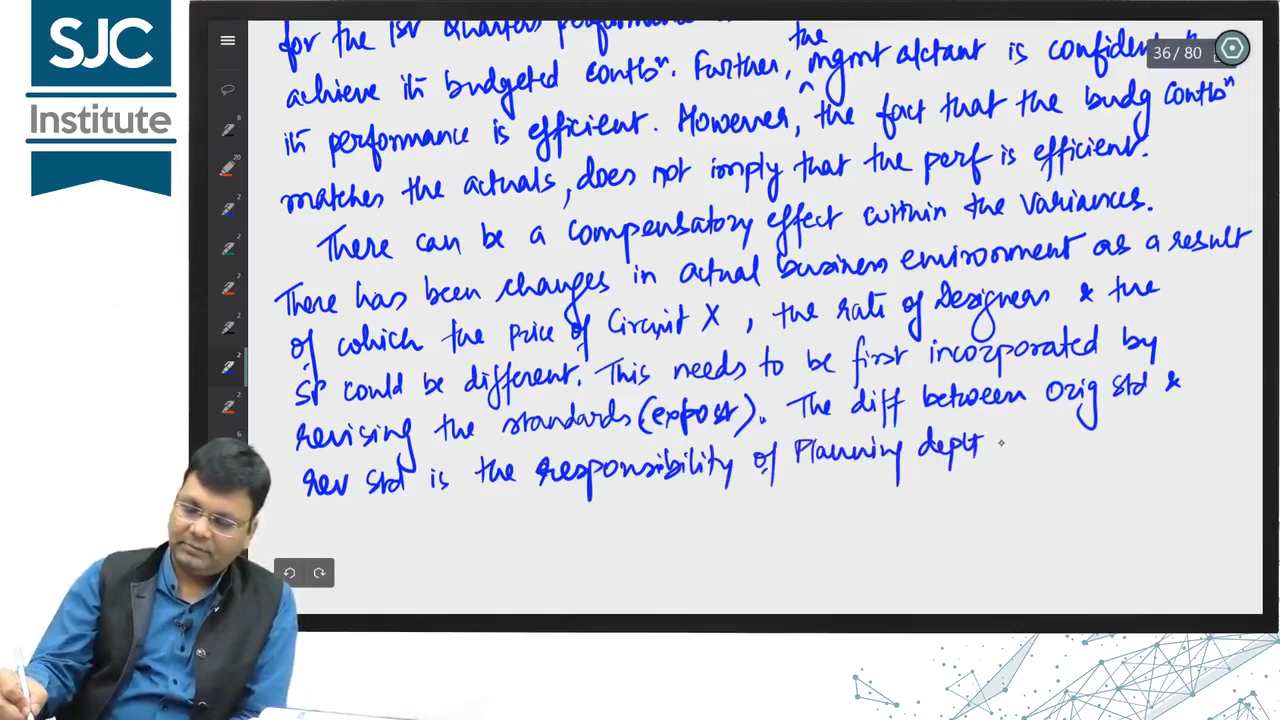 SJC
Institute
36 / 80
for the 1st Quarters performance
the
achieve its budgeted contbn. Further, ^ mgmt a/ctant is confident
its performance is efficient. However, the fact that the budg contbn
matches the actuals, does not imply that the perf is efficient.
There can be a compensatory effect within the variances.
There has been changes in actual business environment as a result
of which the price of Circuit X, the rate of Designers & the
SP could be different. This needs to be first incorporated by
revising the standards (expost). The diff between orig std &
rev std is the responsibility of Planning deptt